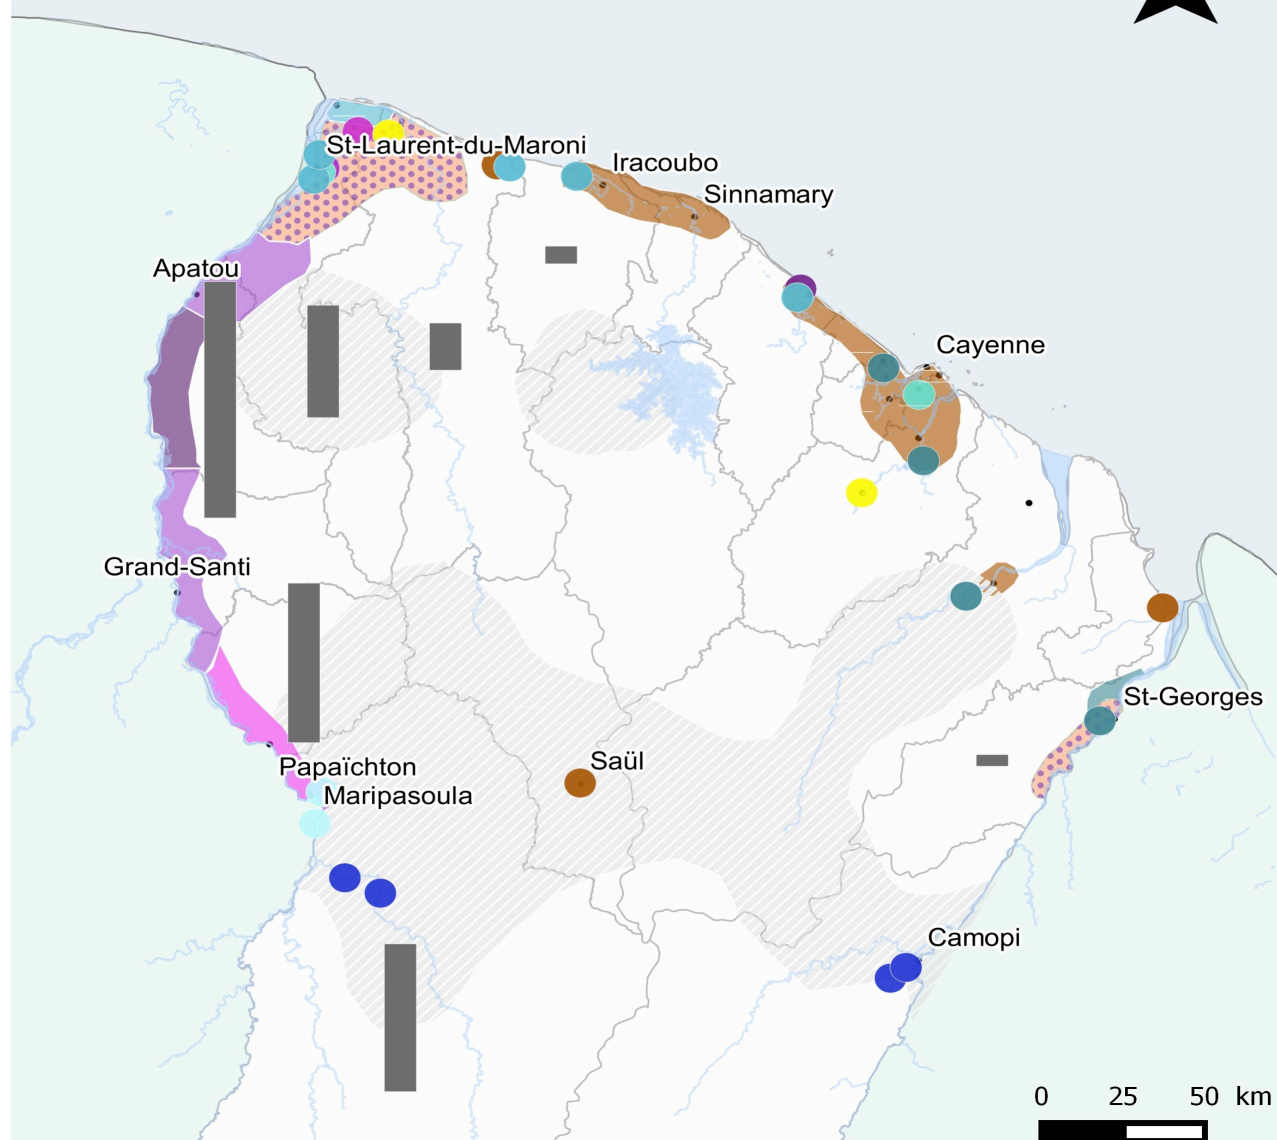 St-Laurent-du-Maroni
Iracoubo
Sinnamary
Apatou
Cayenne
Grand-Santi
St-Georges
Saül
Papaïchton
Maripasoula
Camopi
0 25 50 km